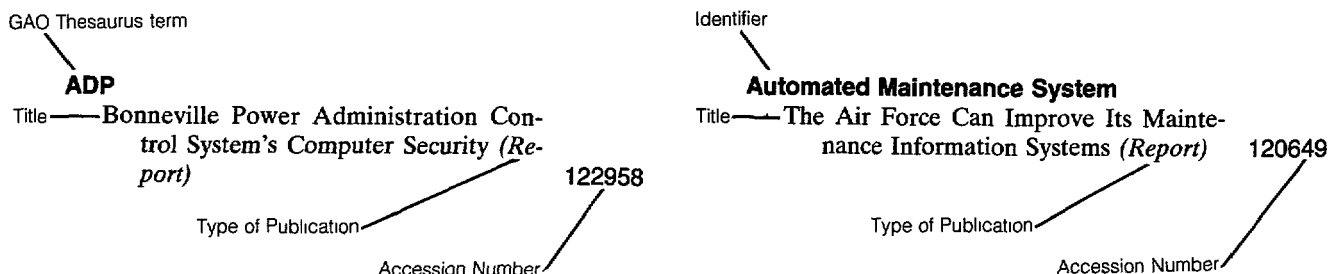 GAO Thesaurus term
ADP
Title Bonneville Power Administration Con-
trol System's Computer Security (Re-
port)
122958
Type of Publication
Accession Number
Identifier
Automated Maintenance System
Title The Air Force Can Improve Its Mainte-
nance Information Systems (Report) 120649
Type of Publication
Accession Number